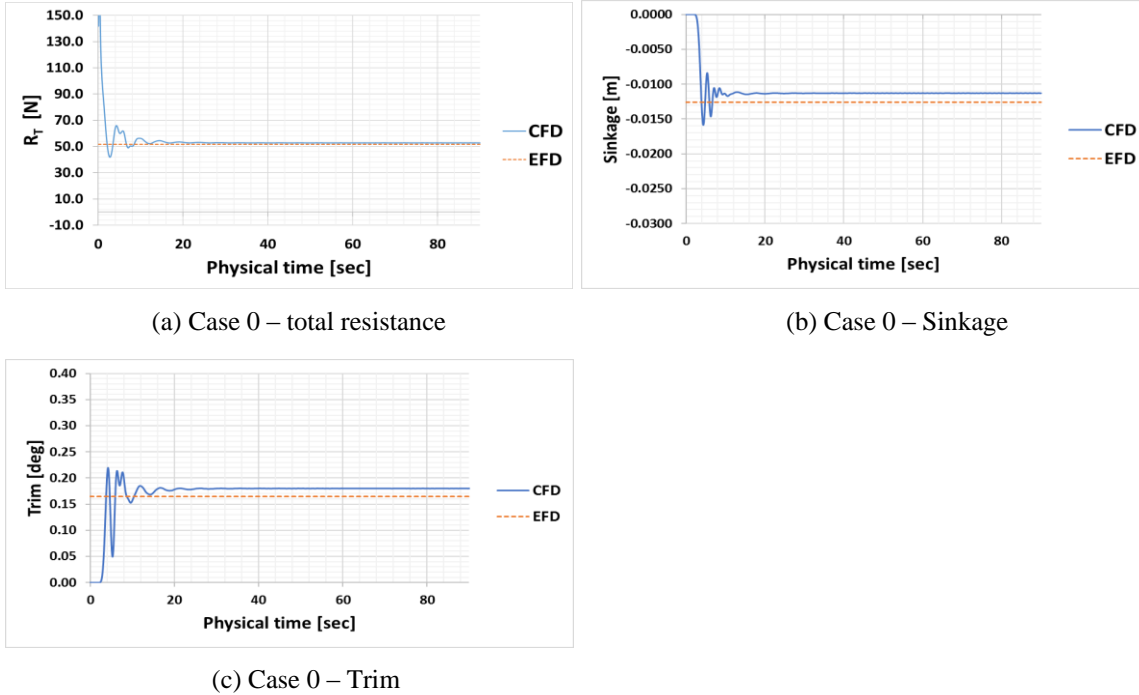 150.0
130.0
110.0
90.0
70.0
50.0
30.0
10.0
-10.0
R_T [N]
0 20 40 60 80
Physical time [sec]
CFD
EFD
(a) Case 0 – total resistance
0.0000
-0.0050
-0.0100
-0.0150
-0.0200
-0.0250
-0.0300
Sinkage [m]
0 20 40 60 80
Physical time [sec]
CFD
EFD
(b) Case 0 – Sinkage
0.40
0.35
0.30
0.25
0.20
0.15
0.10
0.05
0.00
Trim [deg]
0 20 40 60 80
Physical time [sec]
CFD
EFD
(c) Case 0 – Trim